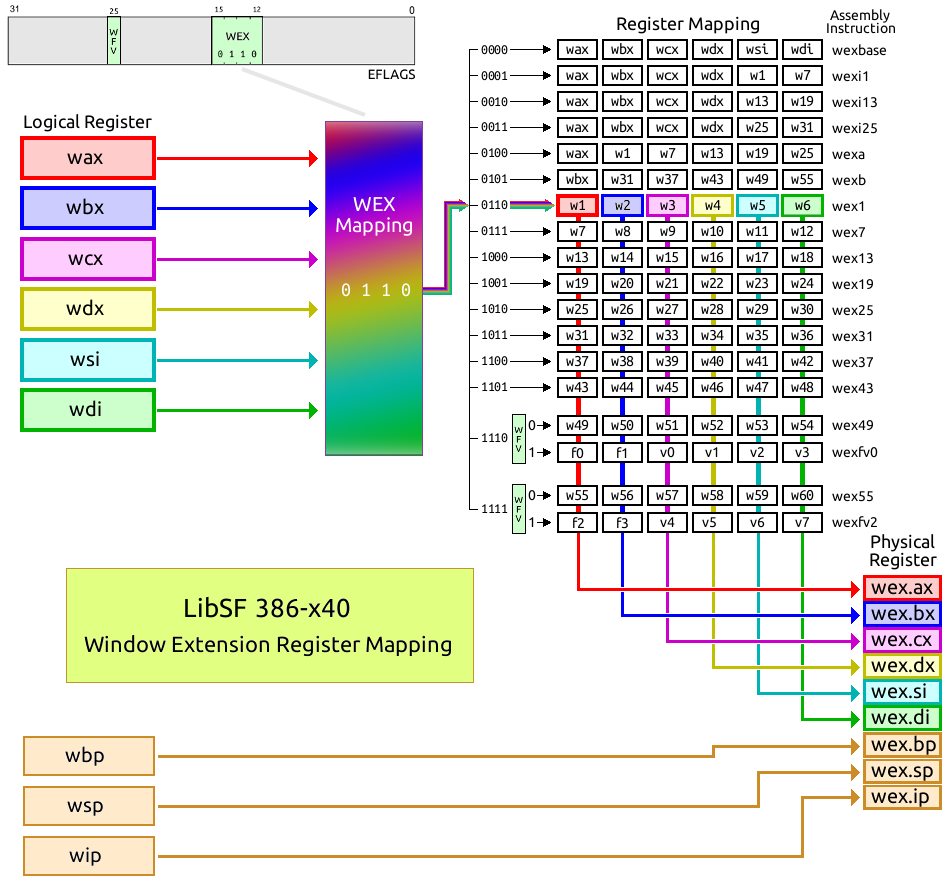 31 25 15 12 0
W
F
V
WEX
0 1 1 0
EFLAGS
Logical Register
wax
wbx
wcx
wdx
wsi
wdi
WEX
Mapping
0 1 1 0
Register Mapping
Assembly
Instruction
0000 wax wbx wcx wdx wsi wdi wexbase
0001 wax wbx wcx wdx w1 w7 wexi1
0010 wax wbx wcx wdx w13 w19 wexi13
0011 wax wbx wcx wdx w25 w31 wexi25
0100 wax w1 w7 w13 w19 w25 wexa
0101 wbx w31 w37 w43 w49 w55 wexb
0110 w1 w2 w3 w4 w5 w6 wex1
0111 w7 w8 w9 w10 w11 w12 wex7
1000 w13 w14 w15 w16 w17 w18 wex13
1001 w19 w20 w21 w22 w23 w24 wex19
1010 w25 w26 w27 w28 w29 w30 wex25
1011 w31 w32 w33 w34 w35 w36 wex31
1100 w37 w38 w39 w40 w41 w42 wex37
1101 w43 w44 w45 w46 w47 w48 wex43
1110
W
F
V
0 w49 w50 w51 w52 w53 w54 wex49
1 f0 f1 v0 v1 v2 v3 wexfv0
1111
W
F
V
0 w55 w56 w57 w58 w59 w60 wex55
1 f2 f3 v4 v5 v6 v7 wexfv2
Physical
Register
wex.ax
wex.bx
wex.cx
wex.dx
wex.si
wex.di
wex.bp
wex.sp
wex.ip
LibSF 386-x40
Window Extension Register Mapping
wbp
wsp
wip